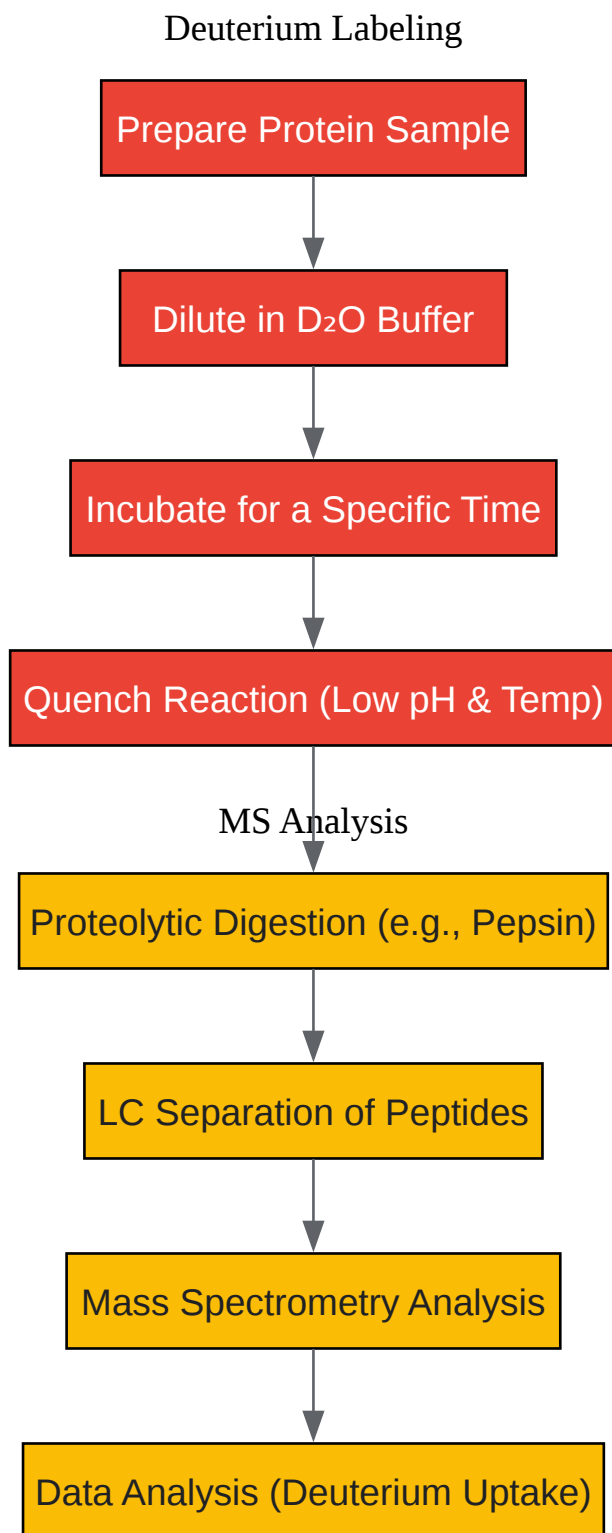 Deuterium Labeling
Prepare Protein Sample
Dilute in D₂O Buffer
Incubate for a Specific Time
Quench Reaction (Low pH & Temp)
MS Analysis
Proteolytic Digestion (e.g., Pepsin)
LC Separation of Peptides
Mass Spectrometry Analysis
Data Analysis (Deuterium Uptake)